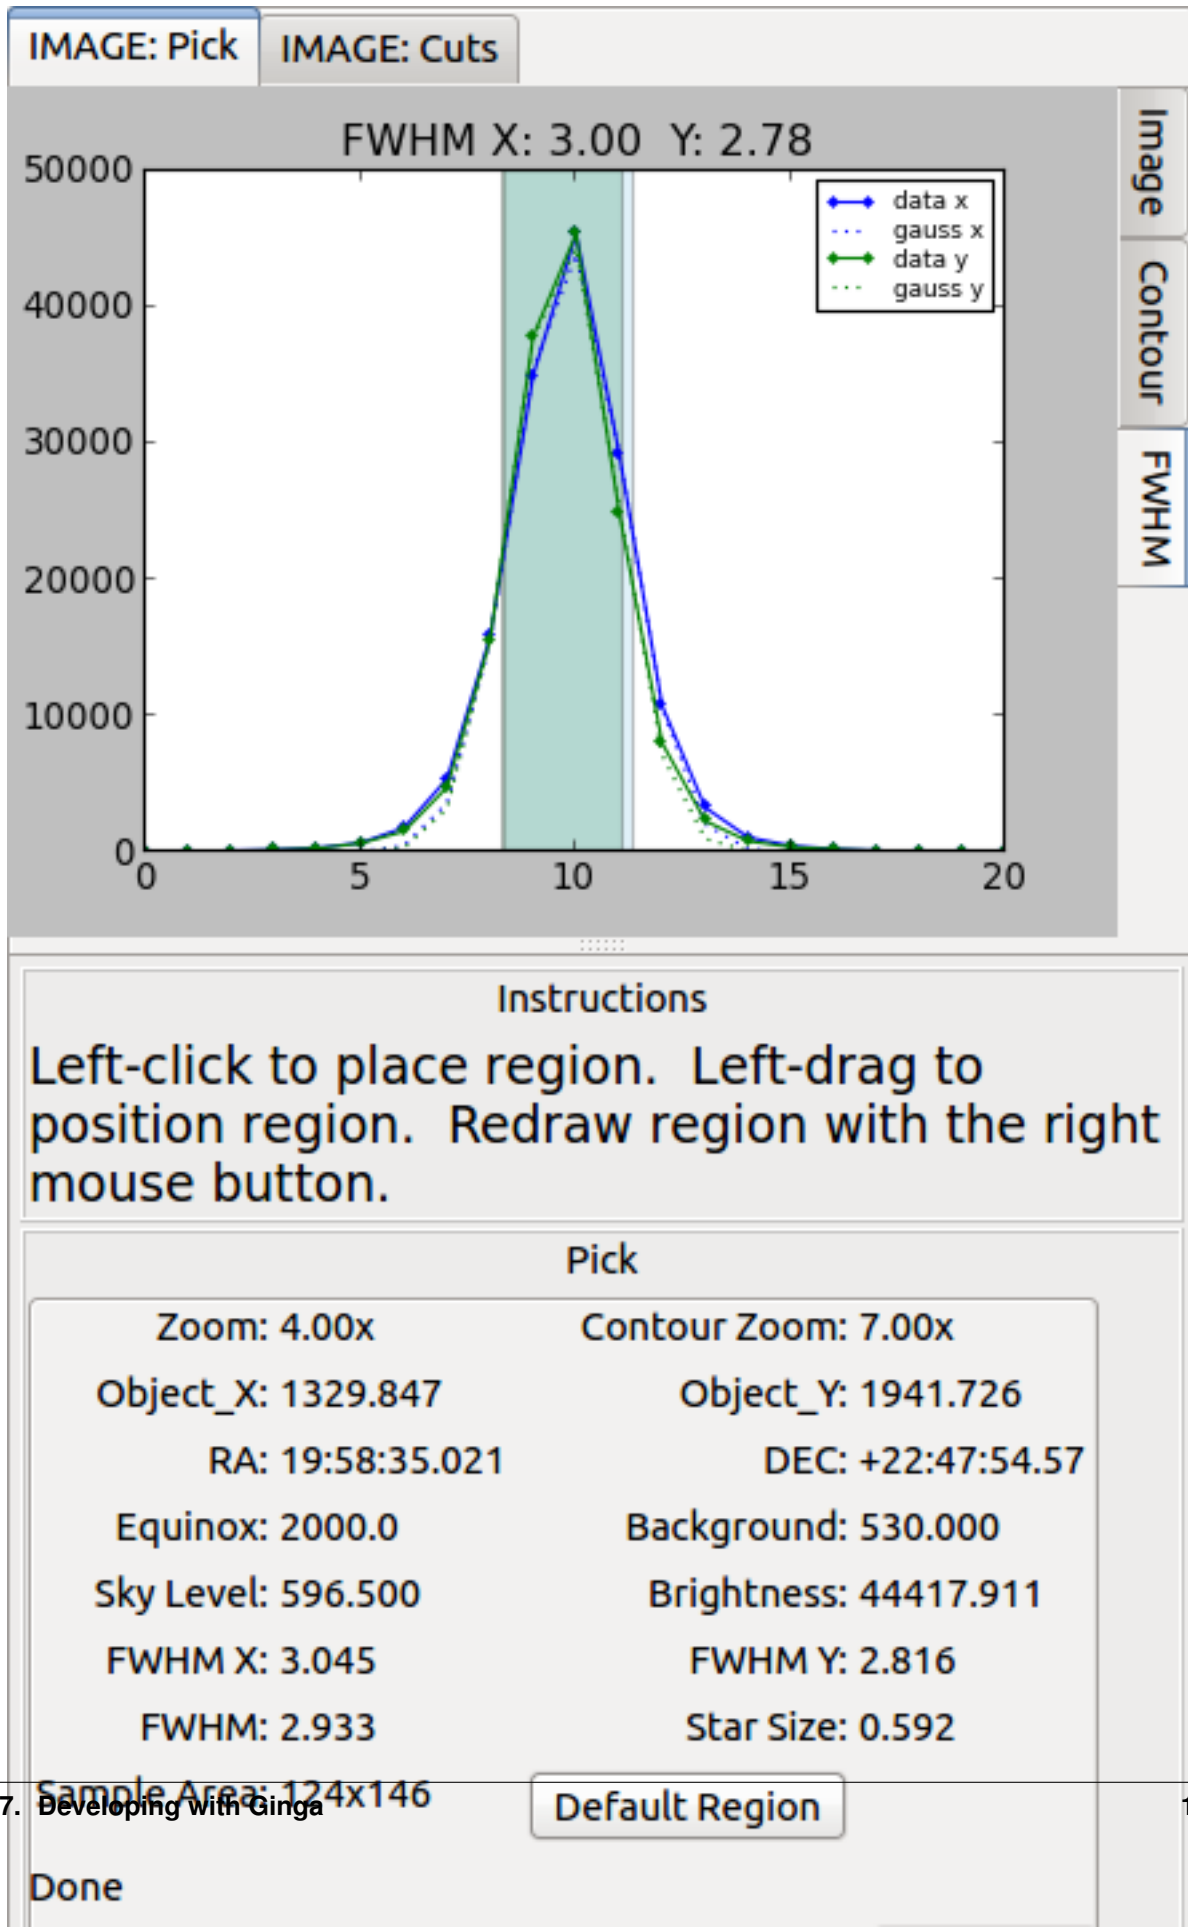 IMAGE: Pick IMAGE: Cuts
FWHM X: 3.00 Y: 2.78
50000
40000
30000
20000
10000
0
0 5 10 15 20
data x
gauss x
data y
gauss y
Image
Contour
FWHM
Instructions
Left-click to place region. Left-drag to
position region. Redraw region with the right
mouse button.
Pick
Zoom: 4.00x Contour Zoom: 7.00x
Object_X: 1329.847 Object_Y: 1941.726
RA: 19:58:35.021 DEC: +22:47:54.57
Equinox: 2000.0 Background: 530.000
Sky Level: 596.500 Brightness: 44417.911
FWHM X: 3.045 FWHM Y: 2.816
FWHM: 2.933 Star Size: 0.592
Sample Area: 124x146 Default Region
7. Developing with Ginga
Done